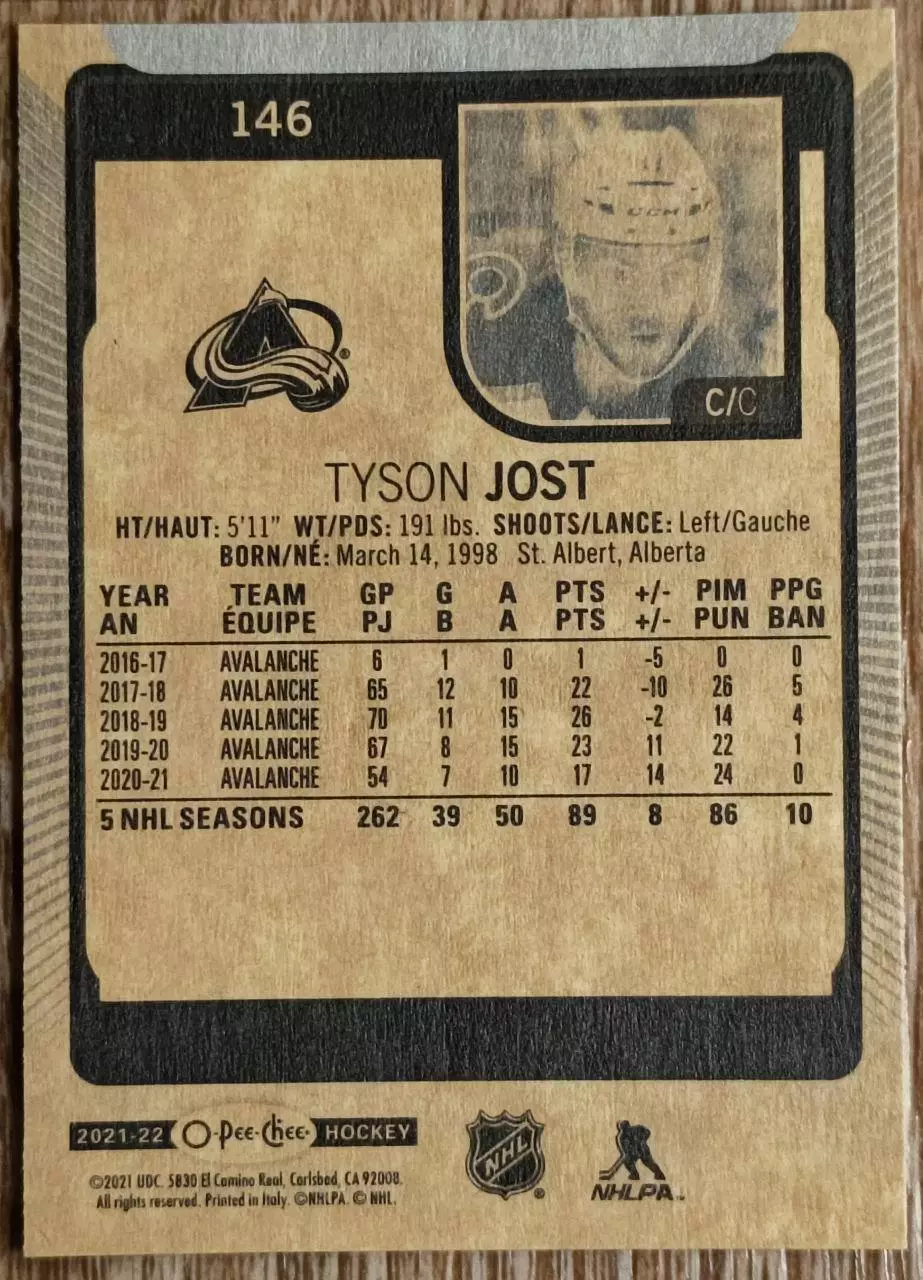 146
CCM
C/C
TYSON JOST
HT/HAUT: 5'11" WT/PDS: 191 lbs. SHOOTS/LANCE: Left/Gauche
BORN/NÉ: March 14, 1998 St. Albert, Alberta
YEAR TEAM GP G A PTS +/- PIM PPG
AN ÉQUIPE PJ B A PTS +/- PUN BAN
2016-17 AVALANCHE 6 1 0 1 -5 0 0
2017-18 AVALANCHE 65 12 10 22 -10 26 5
2018-19 AVALANCHE 70 11 15 26 -2 14 4
2019-20 AVALANCHE 67 8 15 23 11 22 1
2020-21 AVALANCHE 54 7 10 17 14 24 0
5 NHL SEASONS 262 39 50 89 8 86 10
2021-22 O-Pee-Chee HOCKEY
©2021 UDC. 5830 El Camino Real, Carlsbad, CA 92008.
All rights reserved. Printed in Italy. ©NHLPA. © NHL.
NHL
NHLPA